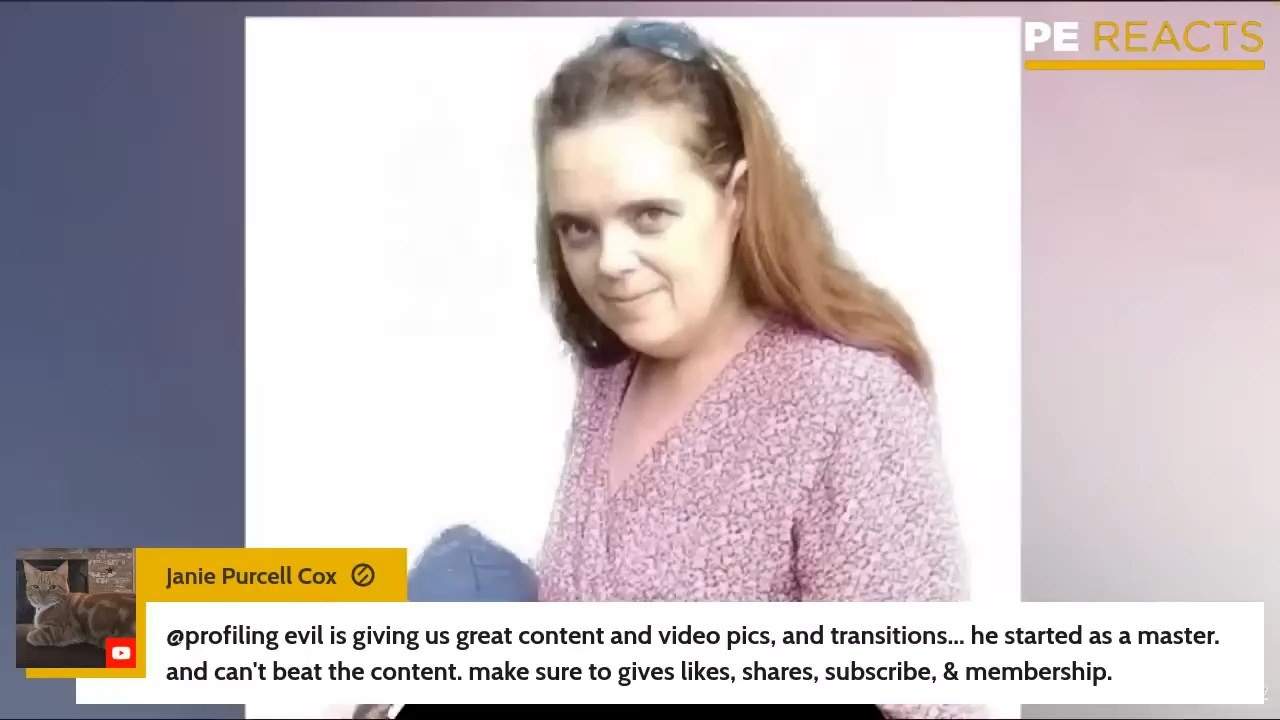 PE REACTS
Janie Purcell Cox
@profiling evil is giving us great content and video pics, and transitions... he started as a master.
and can't beat the content. make sure to gives likes, shares, subscribe, & membership.